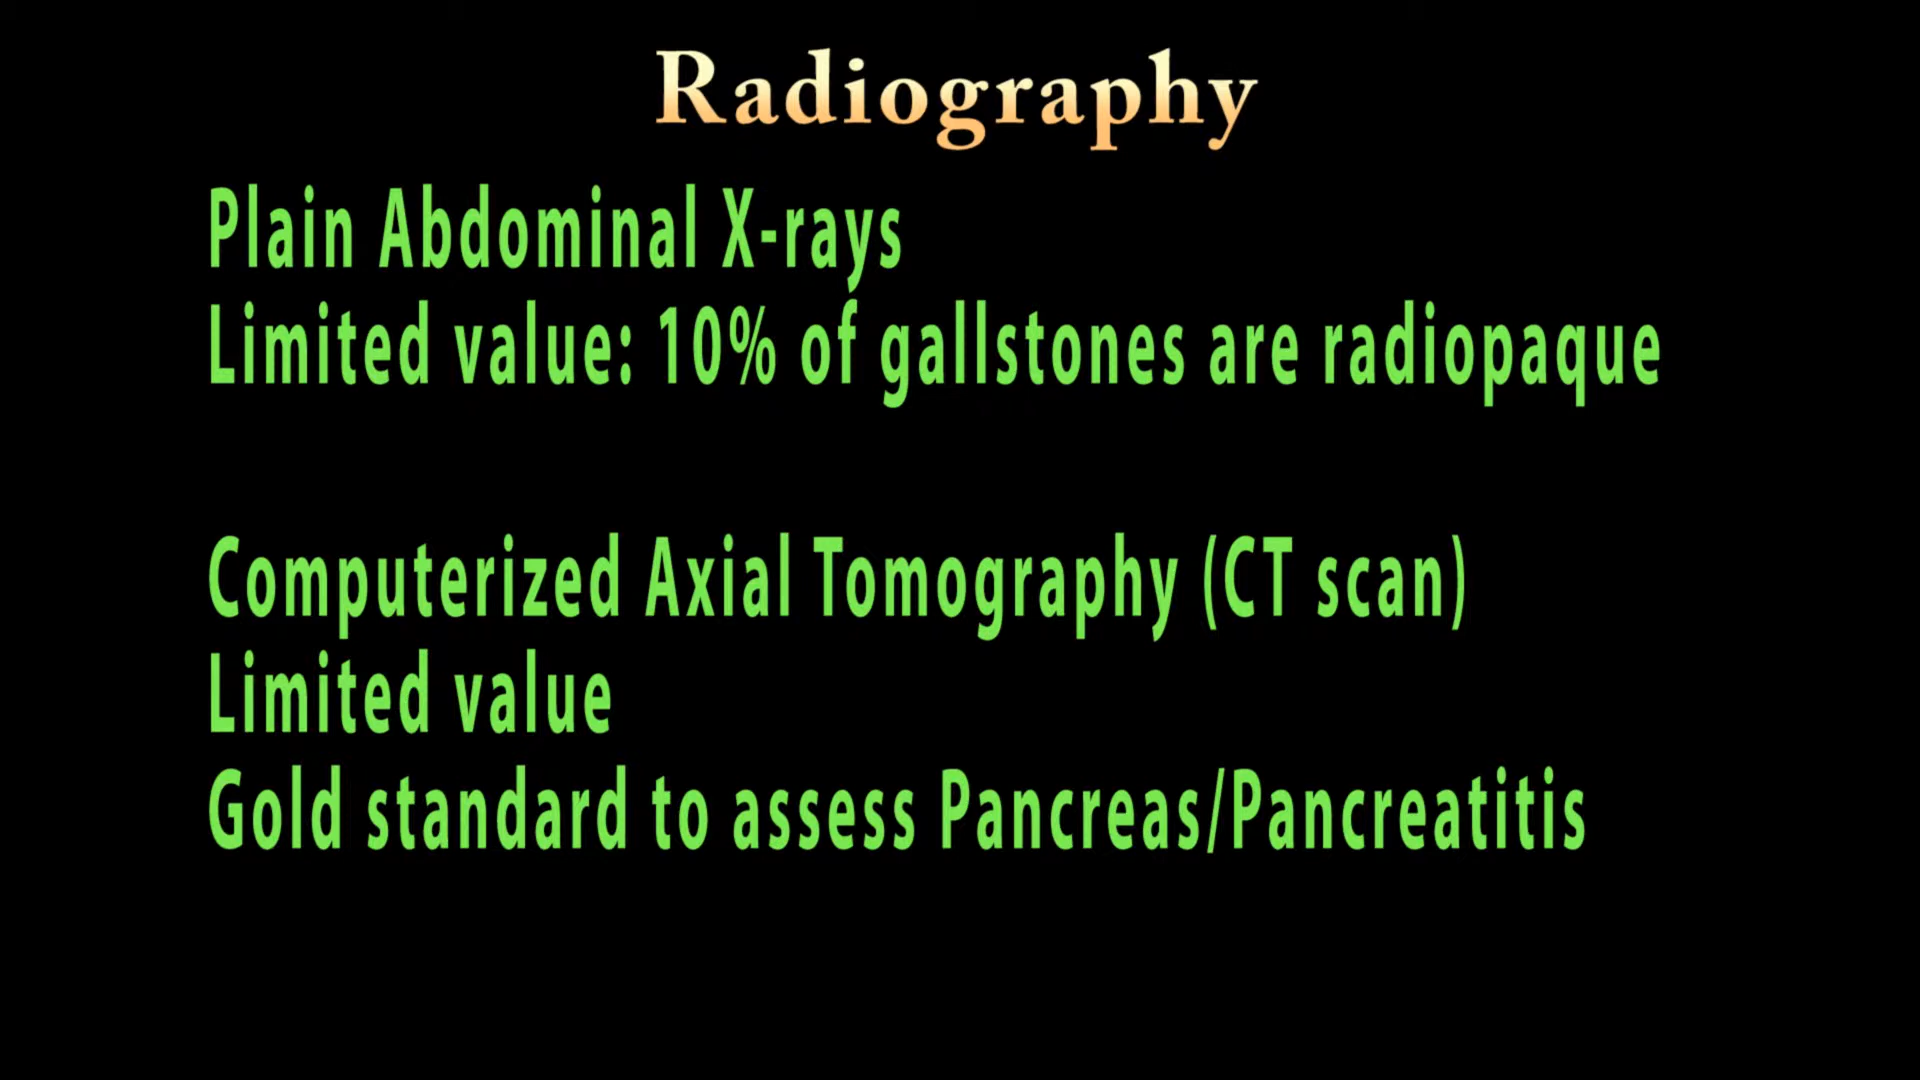 Radiography
Plain Abdominal X-rays
Limited value: 10% of gallstones are radiopaque
Computerized Axial Tomography (CT scan)
Limited value
Gold standard to assess Pancreas/Pancreatitis